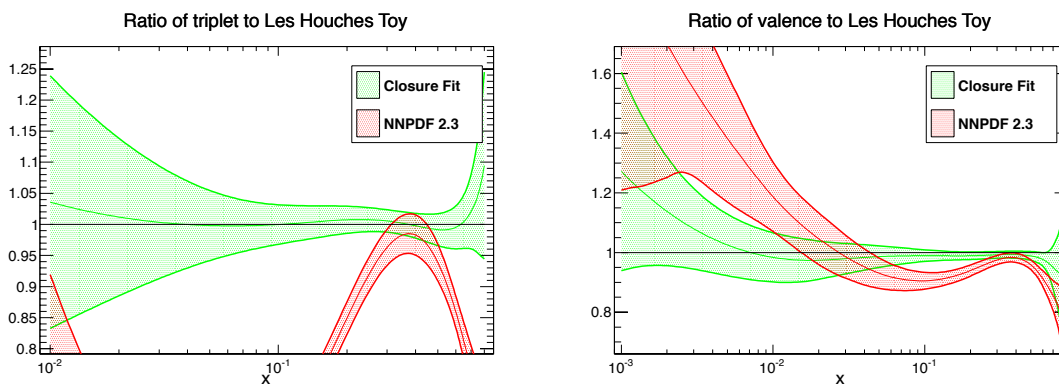 Ratio of triplet to Les Houches Toy
1.25
1.2
1.15
1.1
1.05
1
0.95
0.9
0.85
0.8
Closure Fit
NNPDF 2.3
10⁻² 10⁻¹
x
Ratio of valence to Les Houches Toy
1.6
1.4
1.2
1
0.8
Closure Fit
NNPDF 2.3
10⁻³ 10⁻² 10⁻¹
x